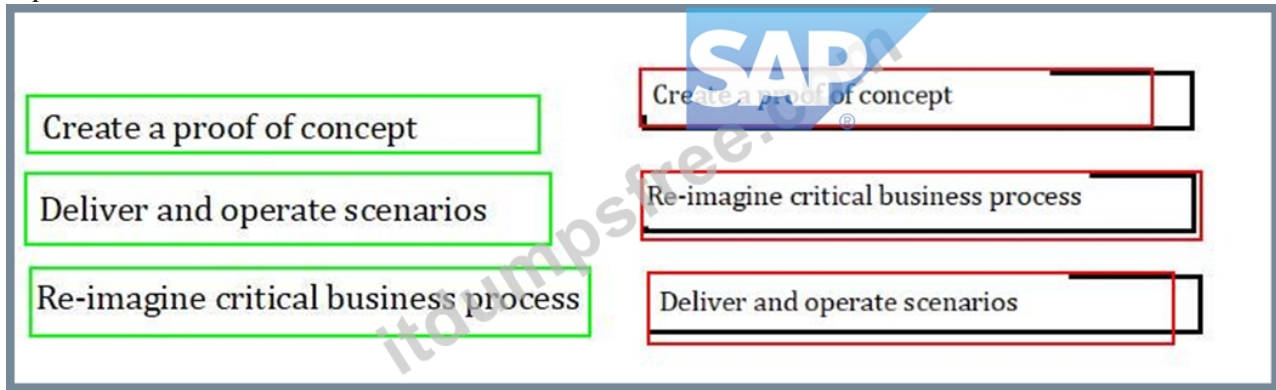 Create a proof of concept
Deliver and operate scenarios
Re-imagine critical business process
SAP
®
Create a proof of concept
Re-imagine critical business process
Deliver and operate scenarios
itdumpsfree.com